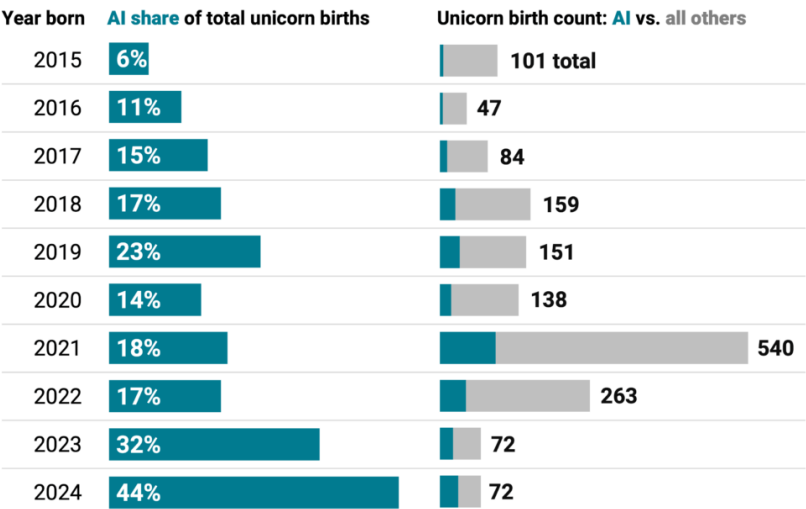 Year born AI share of total unicorn births Unicorn birth count: AI vs. all others
2015 6% 101 total
2016 11% 47
2017 15% 84
2018 17% 159
2019 23% 151
2020 14% 138
2021 18% 540
2022 17% 263
2023 32% 72
2024 44% 72